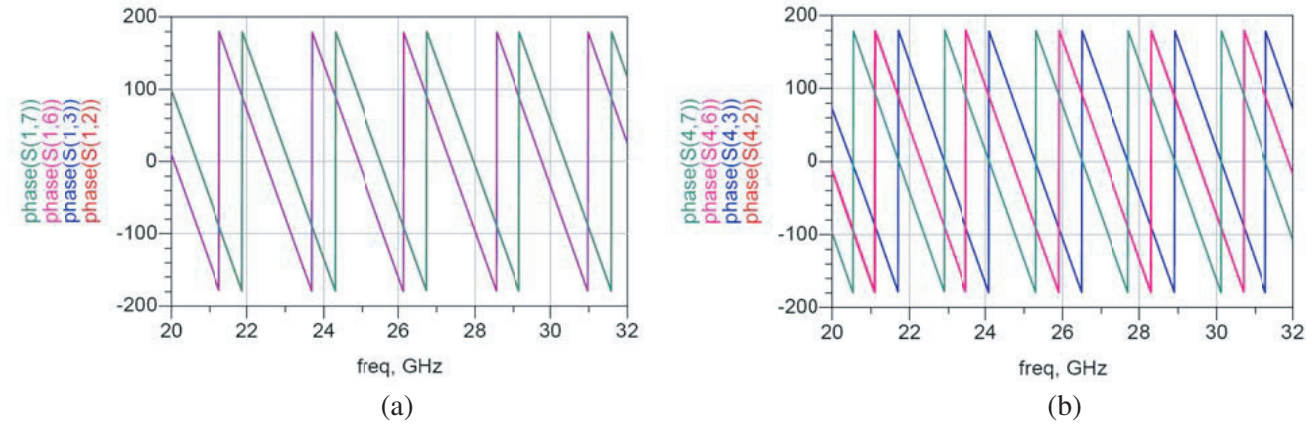 phase(S(1,7))
phase(S(1,6))
phase(S(1,3))
phase(S(1,2))
200
100
0
-100
-200
20 22 24 26 28 30 32
freq, GHz
(a)
phase(S(4,7))
phase(S(4,6))
phase(S(4,3))
phase(S(4,2))
200
100
0
-100
-200
20 22 24 26 28 30 32
freq, GHz
(b)